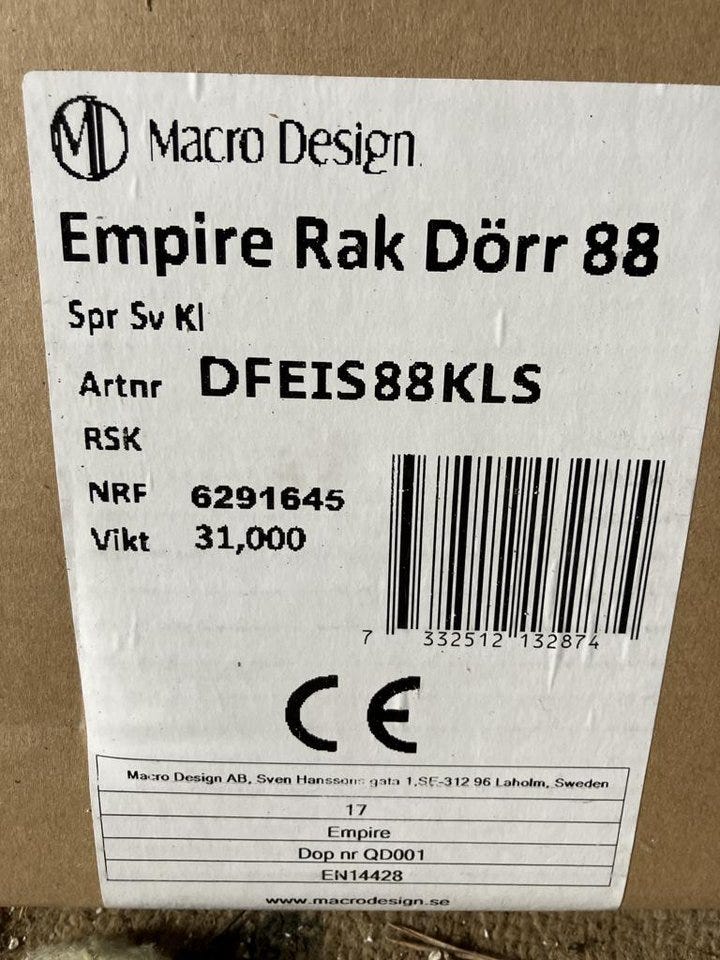 MD Macro Design
Empire Rak Dörr 88
Spr Sv Kl
Artnr DFEIS88KLS
RSK
NRF 6291645
Vikt 31,000
7 332512 132874
CE
Macro Design AB, Sven Hanssons gata 1,SE-312 96 Laholm, Sweden
17
Empire
Dop nr QD001
EN14428
www.macrodesign.se